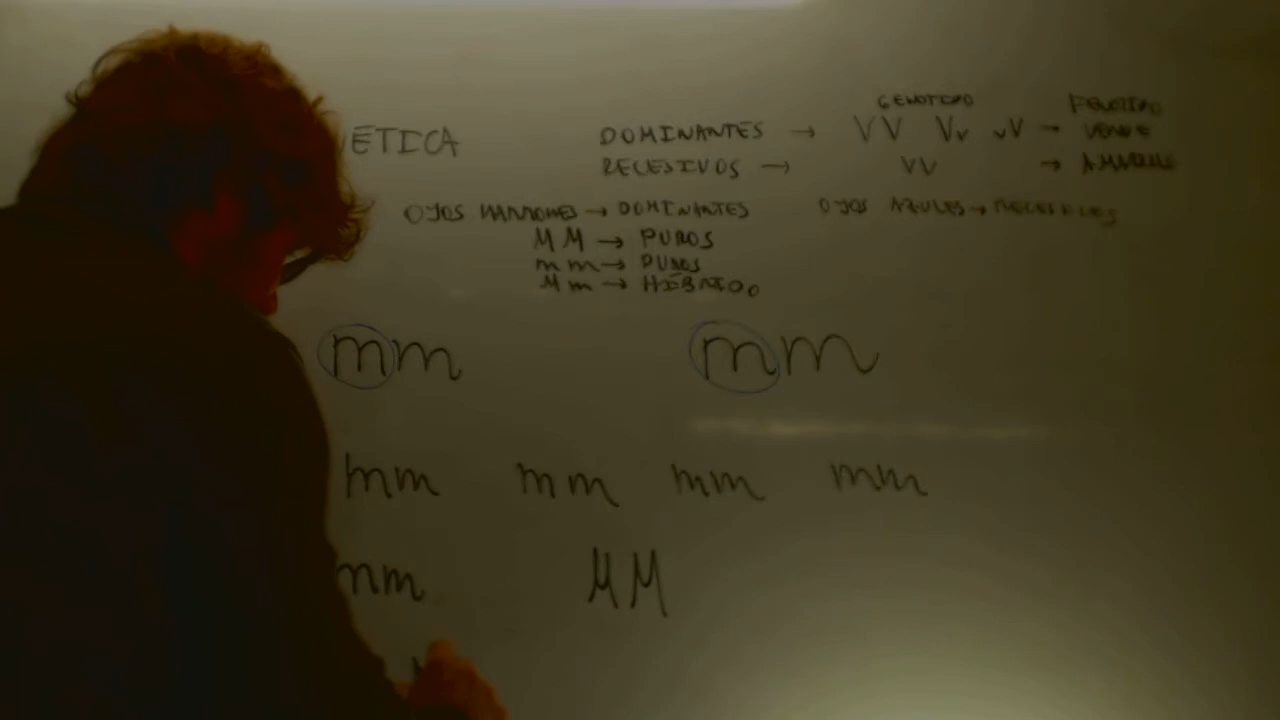 ETICA
DOMINANTES → VV Vv vV → VERDE
GENOTIPO FENOTIPO
RECESIVOS → vv → AMARILLO
OJOS MARRONES → DOMINANTES OJOS AZULES → RECESIVOS
MM → PUROS
mm → PUROS
Mm → HÍBRIDO
mm mm
mm mm mm mm
mm MM